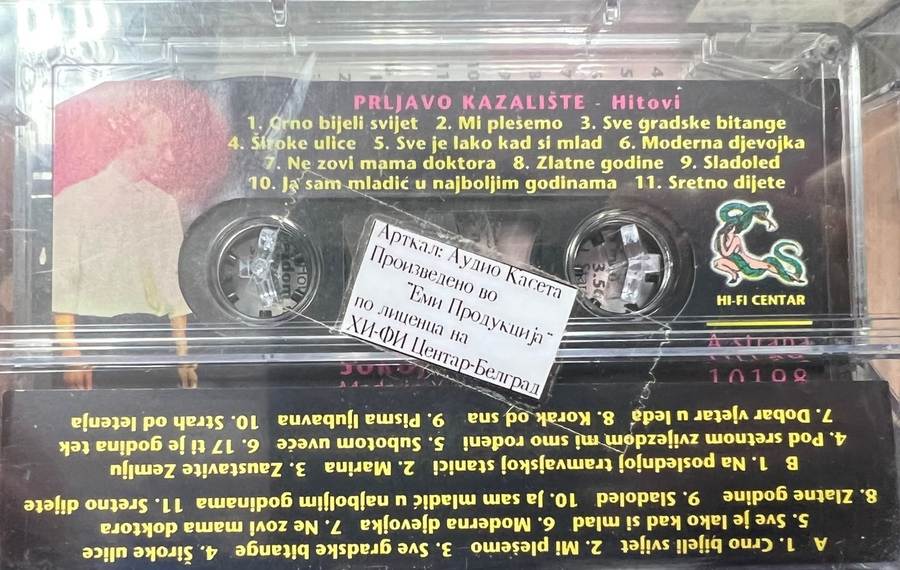 PRLJAVO KAZALIŠTE - Hitovi
1. Crno bijeli svijet 2. Mi plešemo 3. Sve gradske bitange
4. Široke ulice 5. Sve je lako kad si mlad 6. Moderna djevojka
7. Ne zovi mama doktora 8. Zlatne godine 9. Sladoled
10. Ja sam mladić u najboljim godinama 11. Sretno dijete
HI-FI CENTAR
Арткал: Аудио Касета
Произведено во
"Еми Продукција"
по лиценца на
ХИ-ФИ Центар-Белград
A strana
10198
A 1. Crno bijeli svijet 2. Mi plešemo 3. Sve gradske bitange 4. Široke ulice
5. Sve je lako kad si mlad 6. Moderna djevojka 7. Ne zovi mama doktora
8. Zlatne godine 9. Sladoled 10. Ja sam mladić u najboljim godinama 11. Sretno dijete
B 1. Na poslednjoj tramvajskoj stanici 2. Marina 3. Zaustavite Zemlju
4. Pod sretnom zvijezdom mi smo rođeni 5. Subotom uveče 6. 17 ti je godina tek
7. Dobar vjetar u leđa 8. Korak od sna 9. Pisma ljubavna 10. Strah od letenja